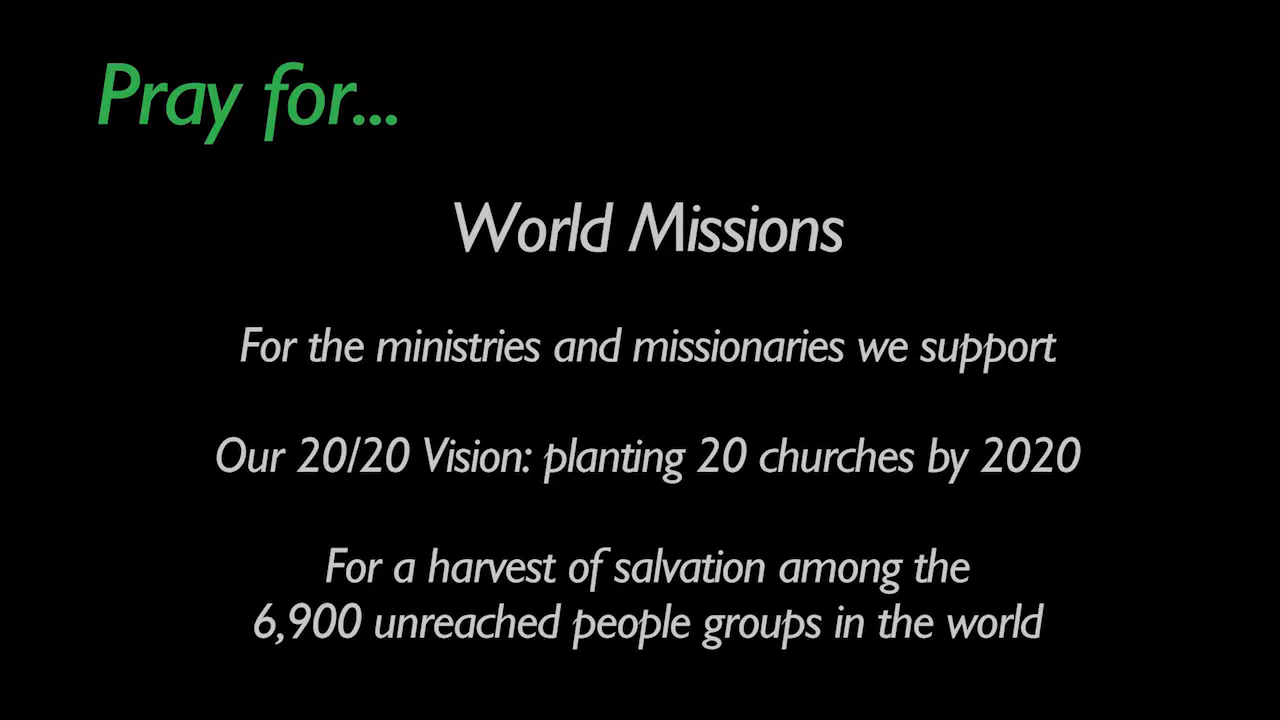 Pray for...
World Missions
For the ministries and missionaries we support
Our 20/20 Vision: planting 20 churches by 2020
For a harvest of salvation among the
6,900 unreached people groups in the world